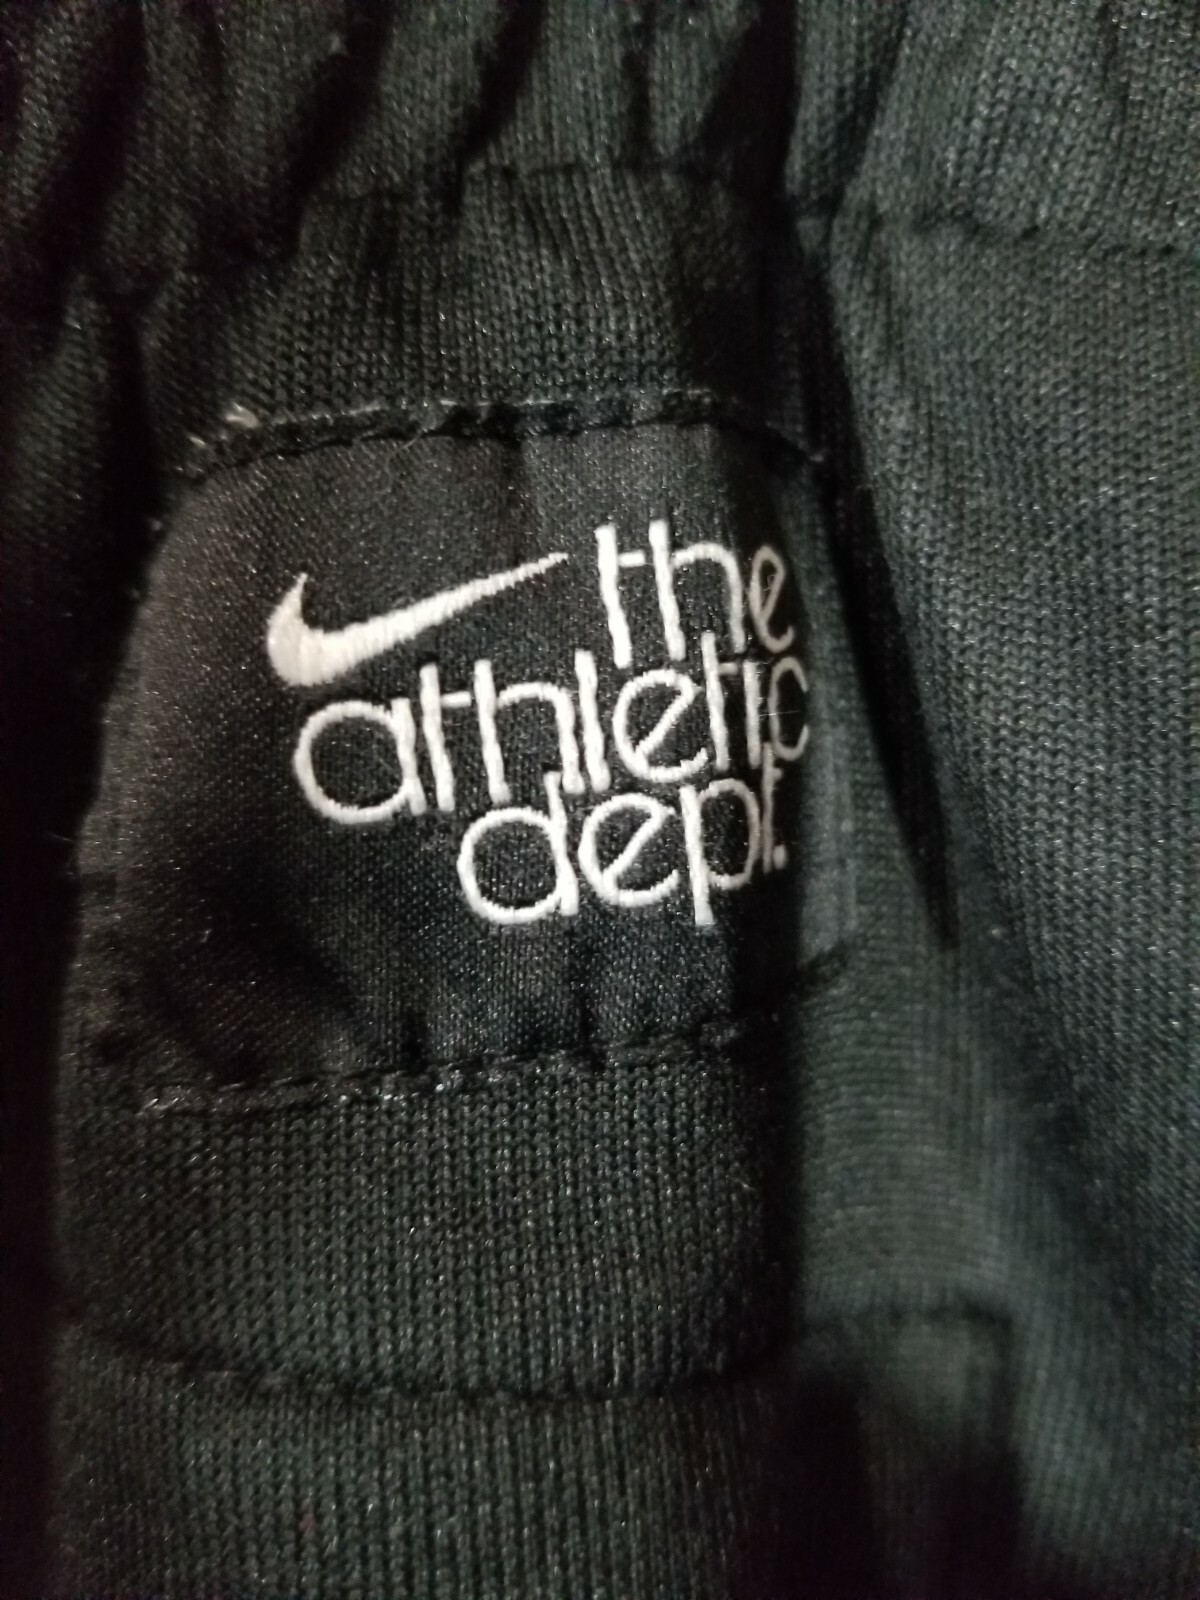 the
athletic
dept.